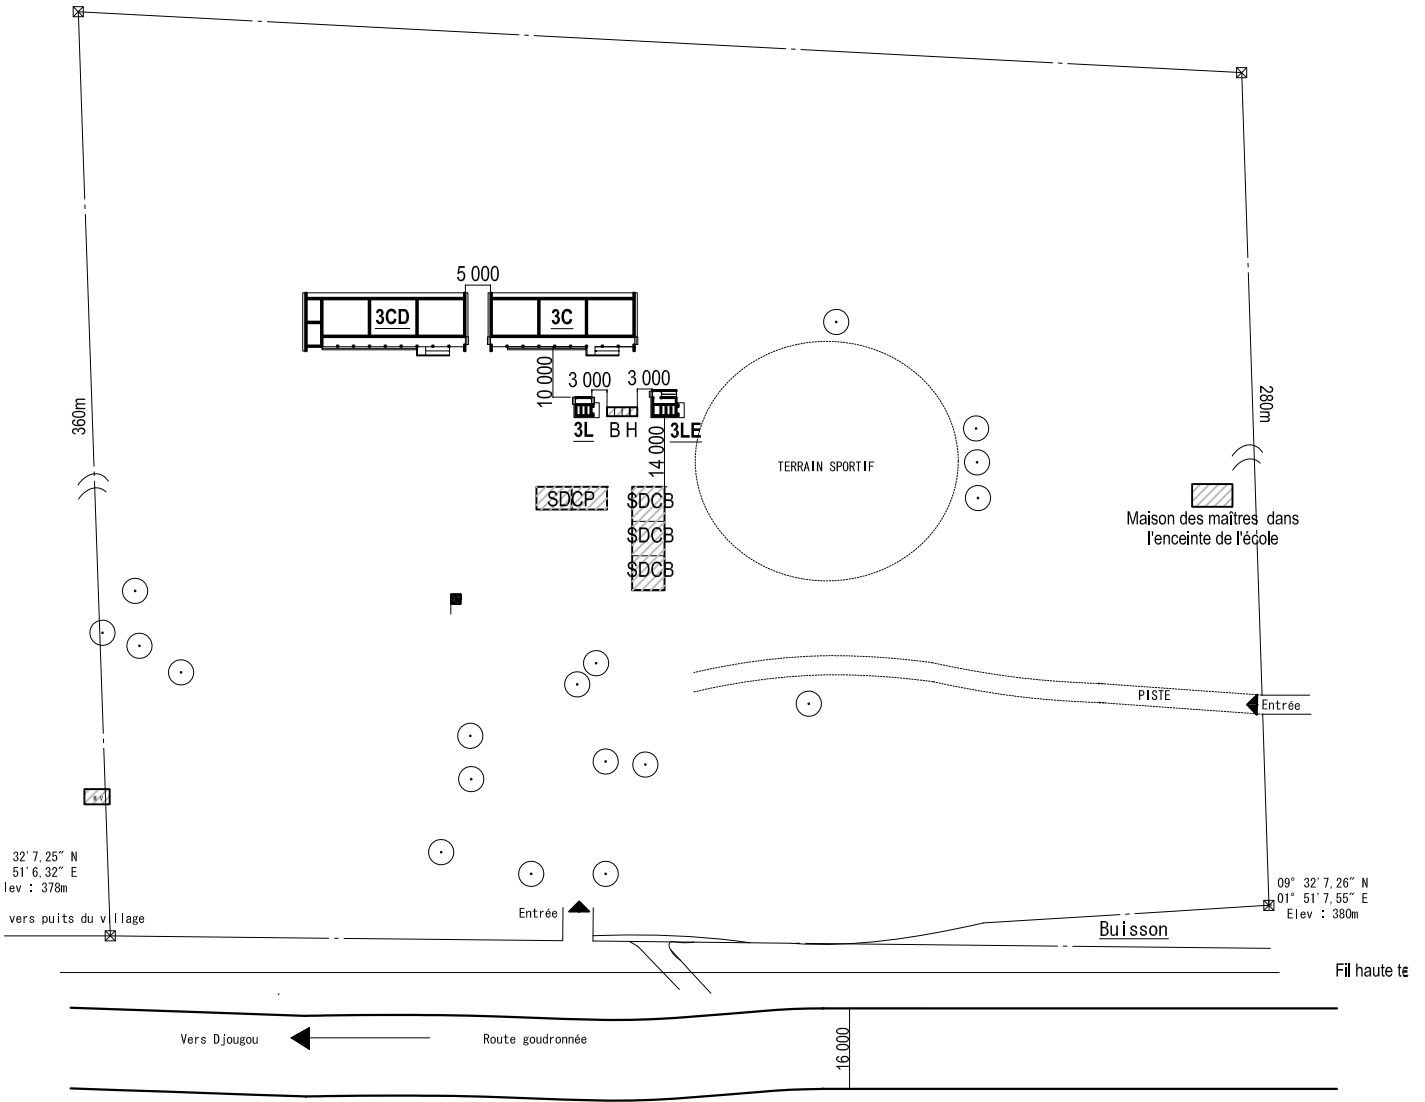 5 000
3CD
3C
10 000
3 000
3 000
3L
B H
3LE
14 000
360m
280m
TERRAIN SPORTIF
SDCP
SDCB
SDCB
SDCB
Maison des maîtres dans
l'enceinte de l'école
PISTE
Entrée
32' 7,25" N
51' 6,32" E
lev : 378m
vers puits du village
Entrée
09° 32' 7,26" N
01° 51' 7,55" E
Elev : 380m
Buisson
Fil haute te
Vers Djougou
Route goudronnée
16 000